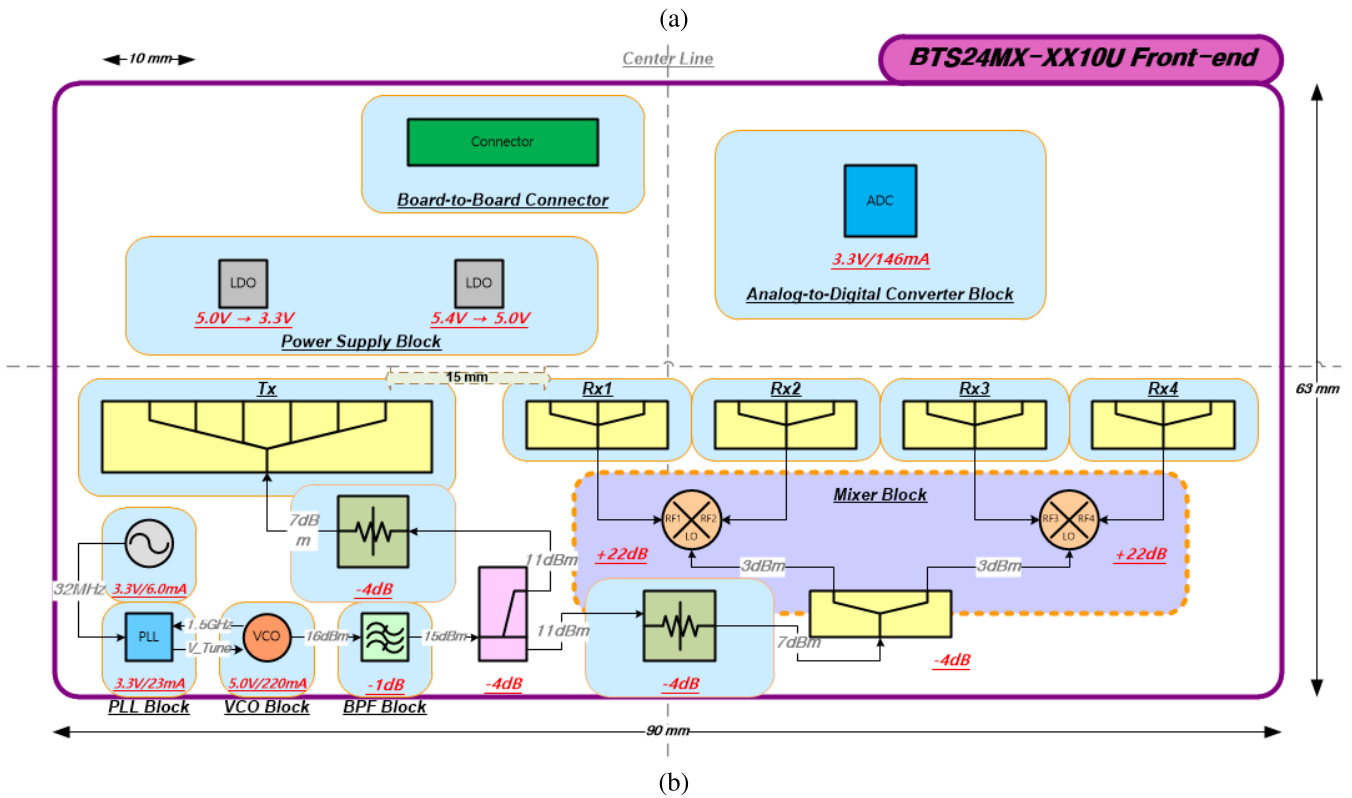 (a)
10 mm
Center Line
BTS24MX-XX10U Front-end
Connector
Board-to-Board Connector
ADC
3.3V/146mA
Analog-to-Digital Converter Block
LDO
LDO
5.0V → 3.3V
5.4V → 5.0V
Power Supply Block
15 mm
63 mm
Tx
Rx1
Rx2
Rx3
Rx4
Mixer Block
7dB
m
RF1
RF2
LO
RF3
RF4
LO
+22dB
+22dB
11dBm
3dBm
3dBm
32MHz
3.3V/6.0mA
-4dB
PLL
1.5GHz
V_Tune
VCO
16dBm
15dBm
11dBm
7dBm
-4dB
3.3V/23mA
5.0V/220mA
-1dB
-4dB
-4dB
PLL Block
VCO Block
BPF Block
90 mm
(b)